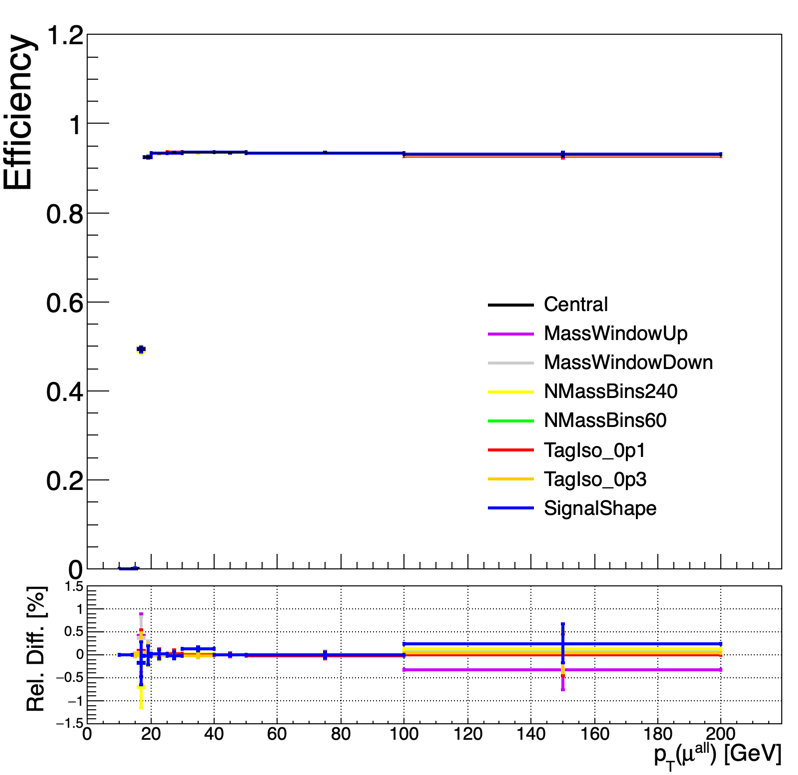 Efficiency
1.2
1
0.8
0.6
0.4
0.2
0
Central
MassWindowUp
MassWindowDown
NMassBins240
NMassBins60
TagIso_0p1
TagIso_0p3
SignalShape
Rel. Diff. [%]
1.5
1
0.5
0
−0.5
−1
−1.5
0 20 40 60 80 100 120 140 160 180 200
p_T(μ^all) [GeV]